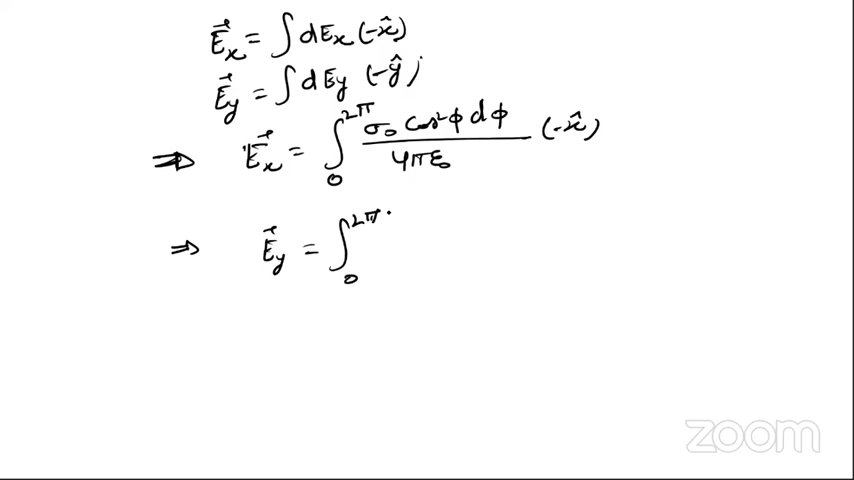 E⃗x = ∫ dEx (-x̂)
E⃗y = ∫ dEy (-ŷ)
⇒ E⃗x = ∫₀^2π σ₀ cos²φ dφ / 4πε₀ (-x̂)
⇒ E⃗y = ∫₀^2π
zoom